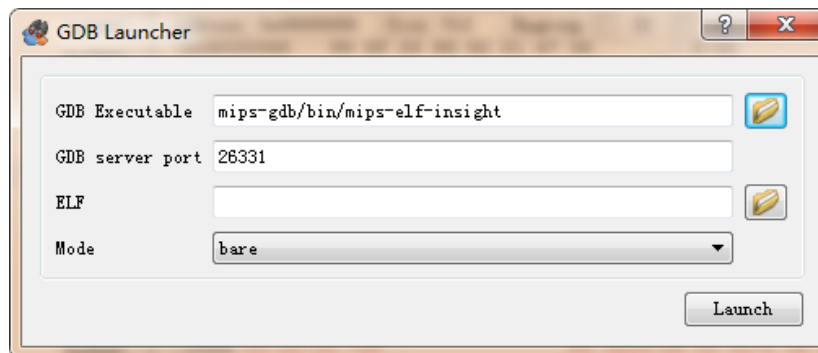 GDB Launcher
GDB Executable mips-gdb/bin/mips-elf-insight
GDB server port 26331
ELF
Mode bare
Launch